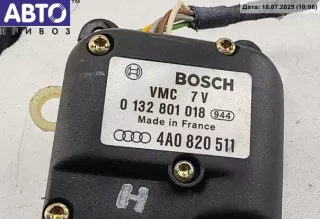 АВТО
ПРИВОЗ
Дата: 18.07.2025 (10:06)
BOSCH
VMC 7 V
0 132 801 018 944
Made in France
4A0 820 511
H